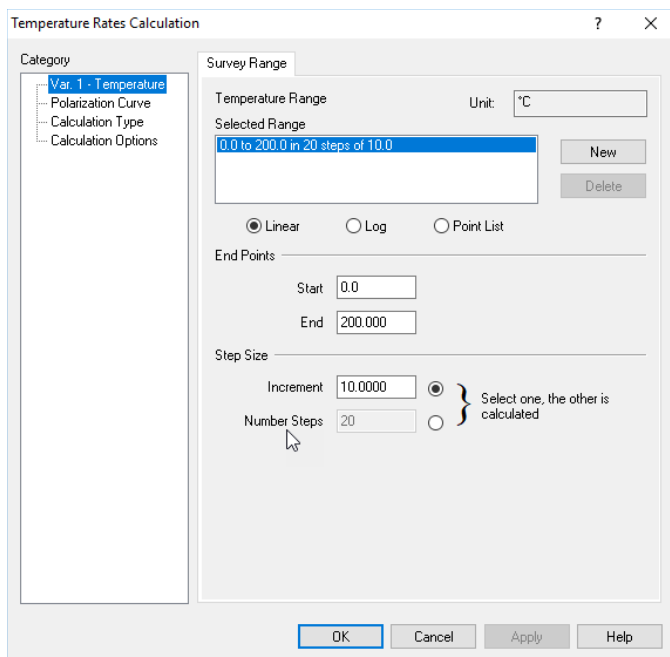 Temperature Rates Calculation ? ×
Category
Var. 1 - Temperature
Polarization Curve
Calculation Type
Calculation Options
Survey Range
Temperature Range
Unit: °C
Selected Range
0.0 to 200.0 in 20 steps of 10.0
New
Delete
Linear Log Point List
End Points
Start 0.0
End 200.000
Step Size
Increment 10.0000
Number Steps 20
} Select one, the other is
calculated
OK Cancel Apply Help